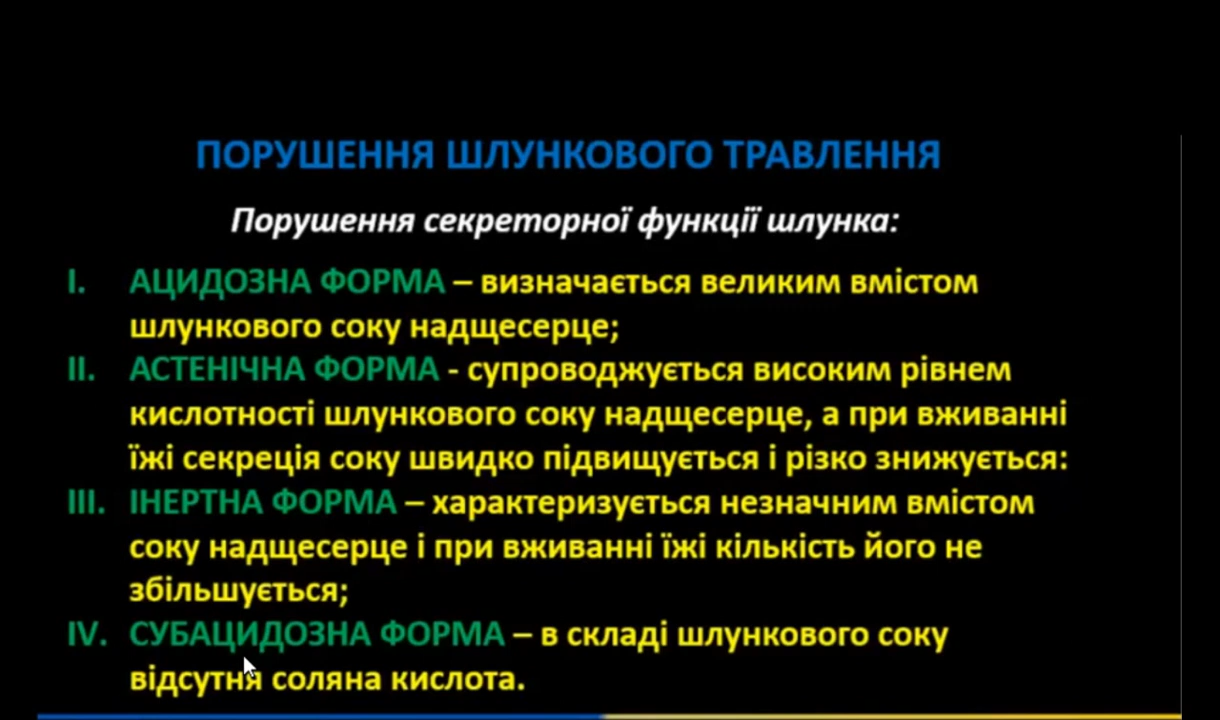 ПОРУШЕННЯ ШЛУНКОВОГО ТРАВЛЕННЯ
Порушення секреторної функції шлунка:
I. АЦИДОЗНА ФОРМА – визначається великим вмістом
шлункового соку надщесерце;
II. АСТЕНІЧНА ФОРМА - супроводжується високим рівнем
кислотності шлункового соку надщесерце, а при вживанні
їжі секреція соку швидко підвищується і різко знижується:
III. ІНЕРТНА ФОРМА – характеризується незначним вмістом
соку надщесерце і при вживанні їжі кількість його не
збільшується;
IV. СУБАЦИДОЗНА ФОРМА – в складі шлункового соку
відсутня соляна кислота.